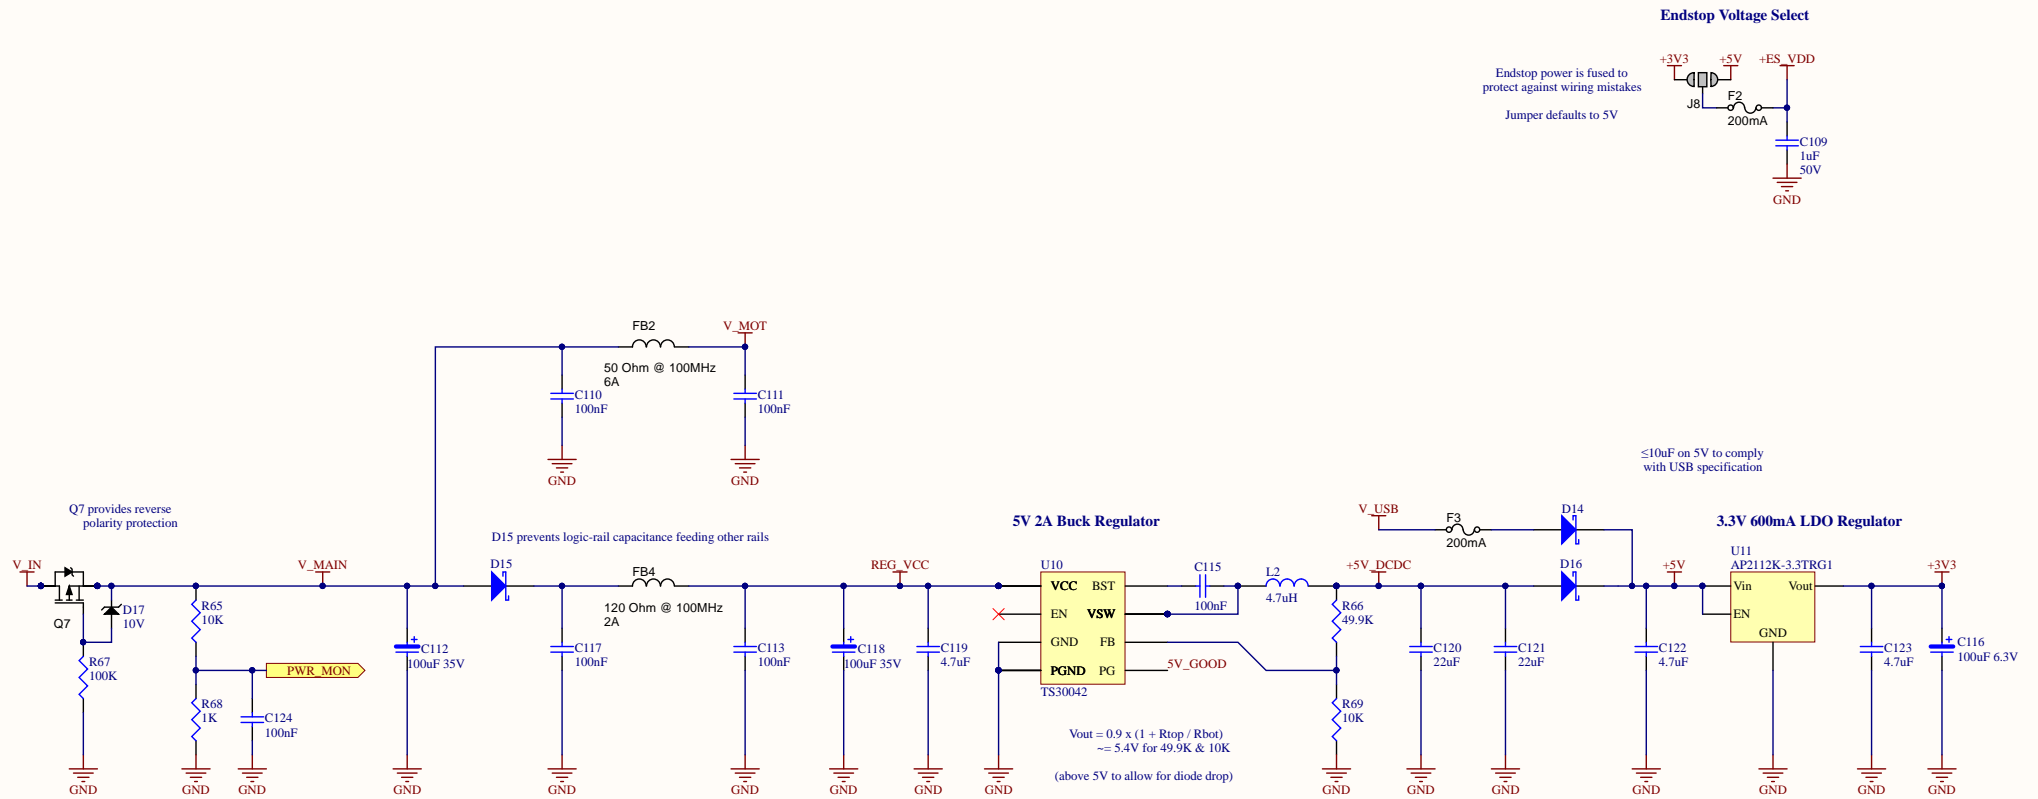 Endstop Voltage Select
+3V3
+5V
+ES_VDD
Endstop power is fused to
protect against wiring mistakes
Jumper defaults to 5V
J8
F2
200mA
C109
1uF
50V
GND
FB2
V_MOT
50 Ohm @ 100MHz
6A
C110
100nF
C111
100nF
GND
GND
≤10uF on 5V to comply
with USB specification
Q7 provides reverse
polarity protection
D15 prevents logic-rail capacitance feeding other rails
5V 2A Buck Regulator
3.3V 600mA LDO Regulator
V_IN
Q7
D17
10V
R67
100K
GND
R65
10K
PWR_MON
R68
1K
GND
C124
100nF
GND
V_MAIN
C112
100uF 35V
GND
D15
C117
100nF
GND
FB4
120 Ohm @ 100MHz
2A
C113
100nF
GND
REG_VCC
C118
100uF 35V
GND
C119
4.7uF
GND
U10
VCC
BST
EN
VSW
GND
FB
PGND
PG
TS30042
GND
5V_GOOD
C115
100nF
L2
4.7uH
Vout = 0.9 x (1 + Rtop / Rbot)
~= 5.4V for 49.9K & 10K
(above 5V to allow for diode drop)
R66
49.9K
R69
10K
GND
V_USB
F3
200mA
D14
+5V_DCDC
D16
C120
22uF
GND
C121
22uF
GND
+5V
C122
4.7uF
GND
U11
AP2112K-3.3TRG1
Vin
Vout
EN
GND
GND
+3V3
C123
4.7uF
GND
C116
100uF 6.3V
GND